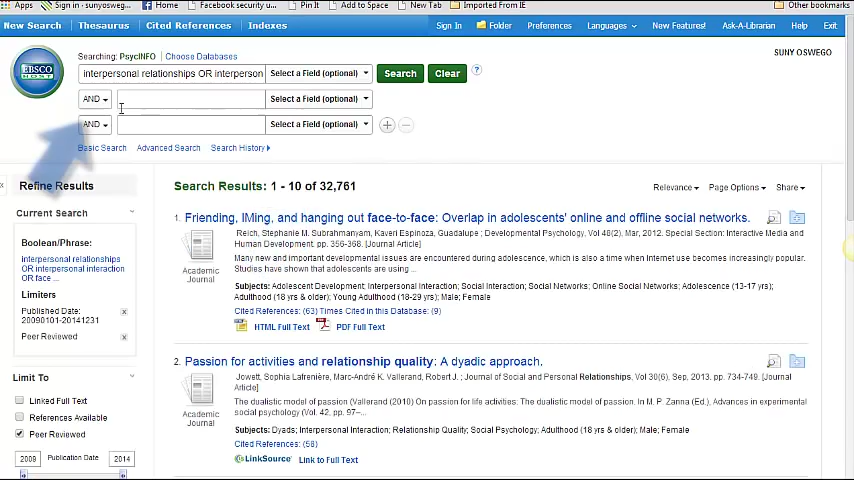 Apps Sign in - sunyosweg... Home Facebook security u... Pin It Add to Space New Tab Imported From IE Other bookmarks
New Search Thesaurus Cited References Indexes Sign In Folder Preferences Languages New Features! Ask-A-Librarian Help Exit
Searching: PsycINFO Choose Databases
SUNY OSWEGO
EBSCO HOST
interpersonal relationships OR interperson Select a Field (optional) Search Clear ?
AND Select a Field (optional)
AND Select a Field (optional)
Basic Search Advanced Search Search History
Refine Results
Current Search
Boolean/Phrase:
interpersonal relationships
OR interpersonal interaction
OR face ...
Limiters
Published Date:
20090101-20141231
Peer Reviewed
Limit To
Linked Full Text
References Available
Peer Reviewed
2009 Publication Date 2014
Search Results: 1 - 10 of 32,761 Relevance Page Options Share
1. Friending, IMing, and hanging out face-to-face: Overlap in adolescents' online and offline social networks.
Reich, Stephanie M. Subrahmanyam, Kaveri Espinoza, Guadalupe ; Developmental Psychology, Vol 48(2), Mar, 2012. Special Section: Interactive Media and
Human Development. pp. 356-368. [Journal Article]
Academic
Journal
Many new and important developmental issues are encountered during adolescence, which is also a time when Internet use becomes increasingly popular.
Studies have shown that adolescents are using ...
Subjects: Adolescent Development; Interpersonal Interaction; Social Interaction; Social Networks; Online Social Networks; Adolescence (13-17 yrs);
Adulthood (18 yrs & older); Young Adulthood (18-29 yrs); Male; Female
Cited References: (63) Times Cited in this Database: (9)
HTML Full Text PDF Full Text
2. Passion for activities and relationship quality: A dyadic approach.
Jowett, Sophia Lafrenière, Marc-André K. Vallerand, Robert J. ; Journal of Social and Personal Relationships, Vol 30(6), Sep, 2013. pp. 734-749. [Journal
Article]
Academic
Journal
The dualistic model of passion (Vallerand (2010) On passion for life activities: The dualistic model of passion. In M. P. Zanna (Ed.), Advances in experimental
social psychology (Vol. 42, pp. 97–...
Subjects: Dyads; Interpersonal Interaction; Relationship Quality; Social Psychology; Adulthood (18 yrs & older); Male; Female
Cited References: (58)
LinkSource Link to Full Text